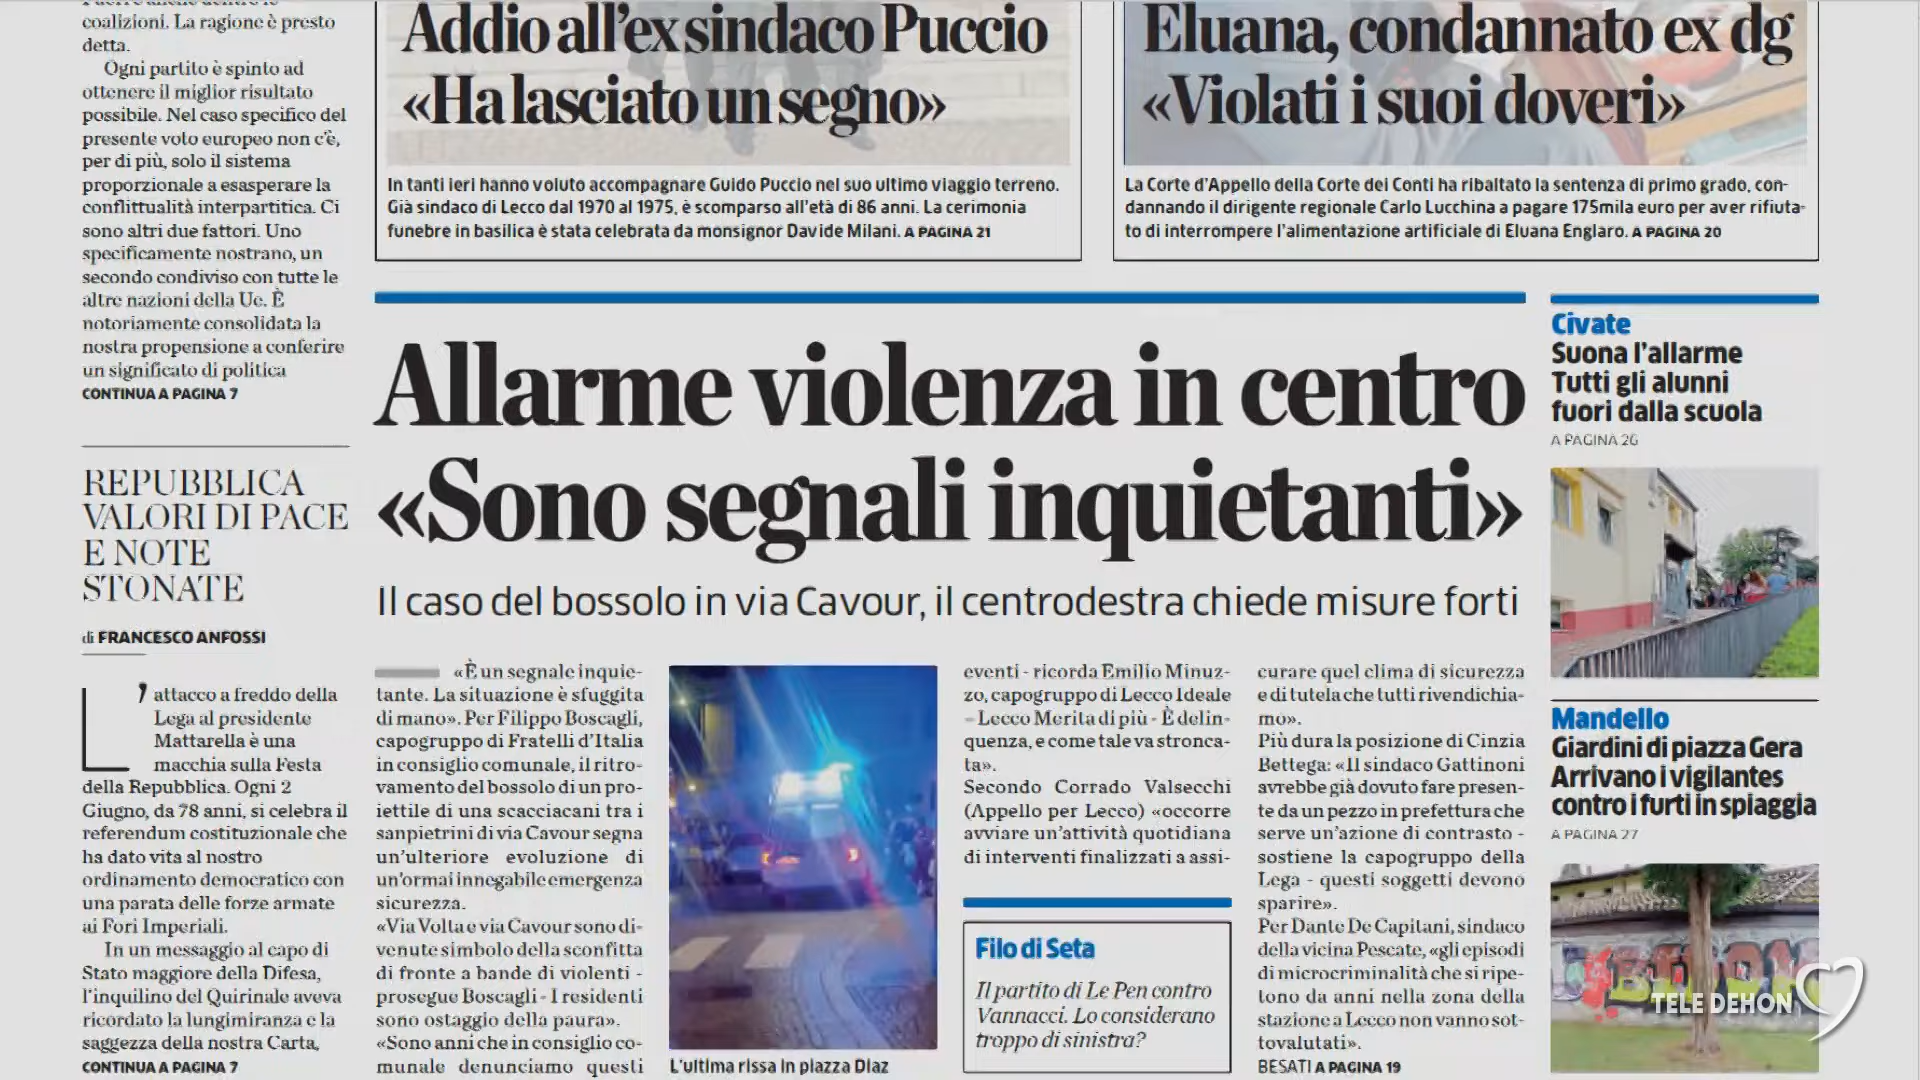 coalizioni. La ragione è presto
detta.
Ogni partito è spinto ad
ottenere il miglior risultato
possibile. Nel caso specifico del
presente voto europeo non c'è,
per di più, solo il sistema
proporzionale a esasperare la
conflittualità interpartitica. Ci
sono altri due fattori. Uno
specificamente nostrano, un
secondo condiviso con tutte le
altre nazioni della Ue. È
notoriamente consolidata la
nostra propensione a conferire
un significato di politica
CONTINUA A PAGINA 7
REPUBBLICA
VALORI DI PACE
E NOTE
STONATE
di FRANCESCO ANFOSSI
L'attacco a freddo della
Lega al presidente
Mattarella è una
macchia sulla Festa
della Repubblica. Ogni 2
Giugno, da 78 anni, si celebra il
referendum costituzionale che
ha dato vita al nostro
ordinamento democratico con
una parata delle forze armate
ai Fori Imperiali.
In un messaggio al capo di
Stato maggiore della Difesa,
l'inquilino del Quirinale aveva
ricordato la lungimiranza e la
saggezza della nostra Carta,
CONTINUA A PAGINA 7
Addio all'ex sindaco Puccio
«Ha lasciato un segno»
In tanti ieri hanno voluto accompagnare Guido Puccio nel suo ultimo viaggio terreno.
Già sindaco di Lecco dal 1970 al 1975, è scomparso all'età di 86 anni. La cerimonia
funebre in basilica è stata celebrata da monsignor Davide Milani. A PAGINA 21
Eluana, condannato ex dg
«Violati i suoi doveri»
La Corte d'Appello della Corte dei Conti ha ribaltato la sentenza di primo grado, con-
dannando il dirigente regionale Carlo Lucchina a pagare 175mila euro per aver rifiuta-
to di interrompere l'alimentazione artificiale di Eluana Englaro. A PAGINA 20
Allarme violenza in centro
«Sono segnali inquietanti»
Il caso del bossolo in via Cavour, il centrodestra chiede misure forti
«È un segnale inquie-
tante. La situazione è sfuggita
di mano». Per Filippo Boscagli,
capogruppo di Fratelli d'Italia
in consiglio comunale, il ritro-
vamento del bossolo di un pro-
iettile di una scacciacani tra i
sanpietrini di via Cavour segna
un'ulteriore evoluzione di
un'ormai innegabile emergenza
sicurezza.
«Via Volta e via Cavour sono di-
venute simbolo della sconfitta
di fronte a bande di violenti -
prosegue Boscagli - I residenti
sono ostaggio della paura».
«Sono anni che in consiglio co-
munale denunciamo questi
L'ultima rissa in piazza Diaz
eventi - ricorda Emilio Minuz-
zo, capogruppo di Lecco Ideale
- Lecco Merita di più - È delin-
quenza, e come tale va stronca-
ta».
Secondo Corrado Valsecchi
(Appello per Lecco) «occorre
avviare un'attività quotidiana
di interventi finalizzati a assi-
Filo di Seta
Il partito di Le Pen contro
Vannacci. Lo considerano
troppo di sinistra?
curare quel clima di sicurezza
e di tutela che tutti rivendichia-
mo».
Più dura la posizione di Cinzia
Bettega: «Il sindaco Gattinoni
avrebbe già dovuto fare presen-
te da un pezzo in prefettura che
serve un'azione di contrasto -
sostiene la capogruppo della
Lega - questi soggetti devono
sparire».
Per Dante De Capitani, sindaco
della vicina Pescate, «gli episodi
di microcriminalità che si ripe-
tono da anni nella zona della
stazione a Lecco non vanno sot-
tovalutati».
BESATI A PAGINA 19
Civate
Suona l'allarme
Tutti gli alunni
fuori dalla scuola
A PAGINA 26
Mandello
Giardini di piazza Gera
Arrivano i vigilantes
contro i furti in spiaggia
A PAGINA 27
TELE DEHON